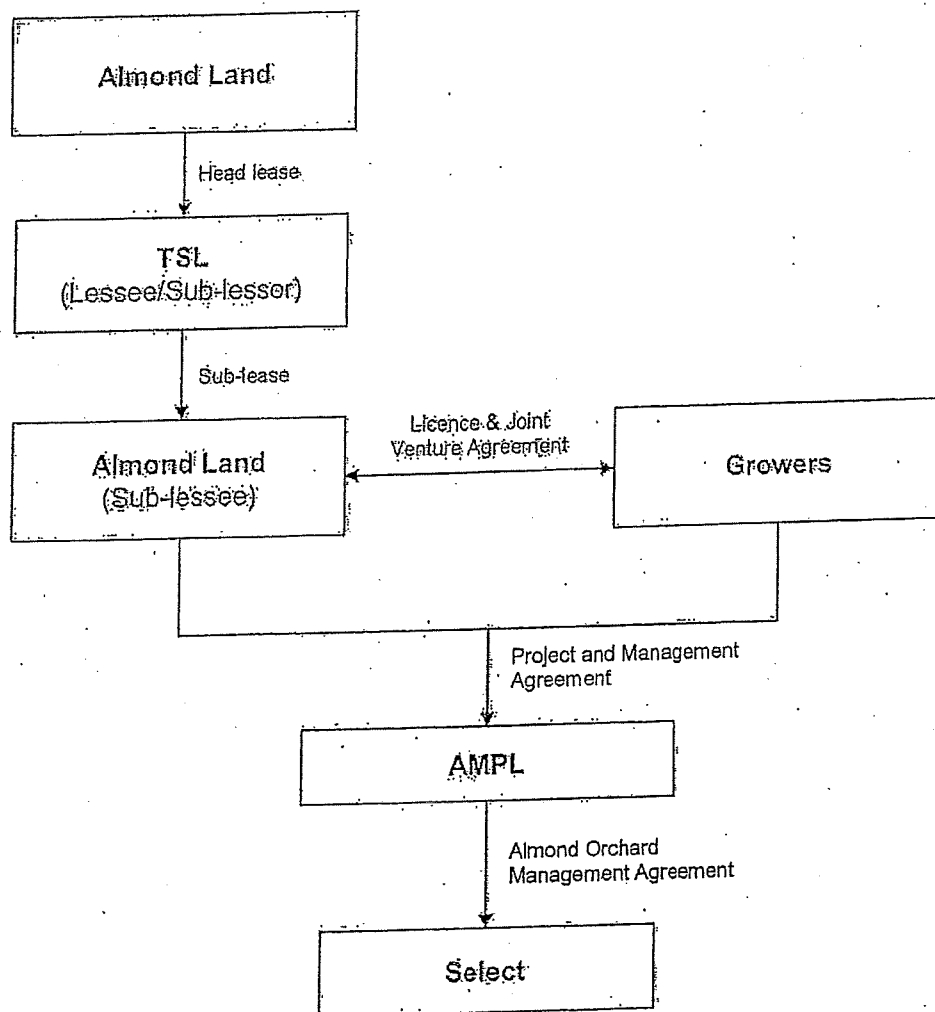 Almond Land
Head lease
TSL
(Lessee/Sub-lessor)
Sub-lease
Almond Land
(Sub-lessee)
Licence & Joint
Venture Agreement
Growers
Project and Management
Agreement
AMPL
Almond Orchard
Management Agreement
Select